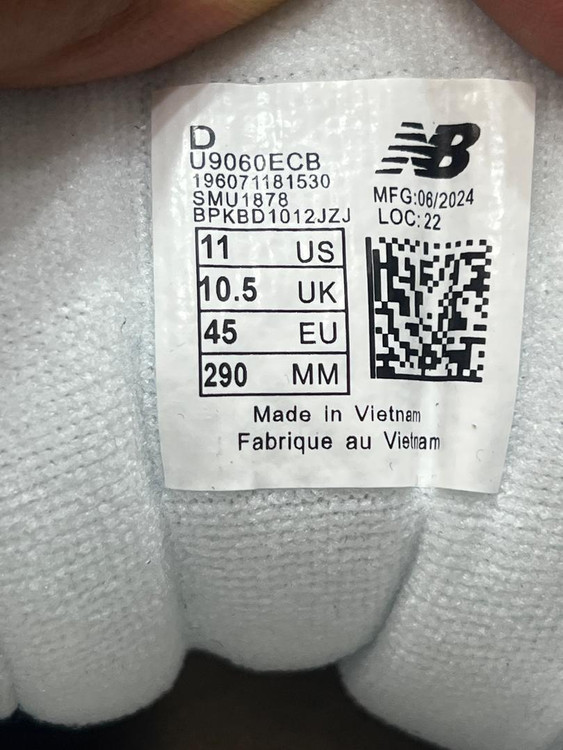 D
U9060ECB
196071181530
SMU1878
BPKBD1012JZJ
NB
MFG:06/2024
LOC:22
11 US
10.5 UK
45 EU
290 MM
Made in Vietnam
Fabrique au Vietnam